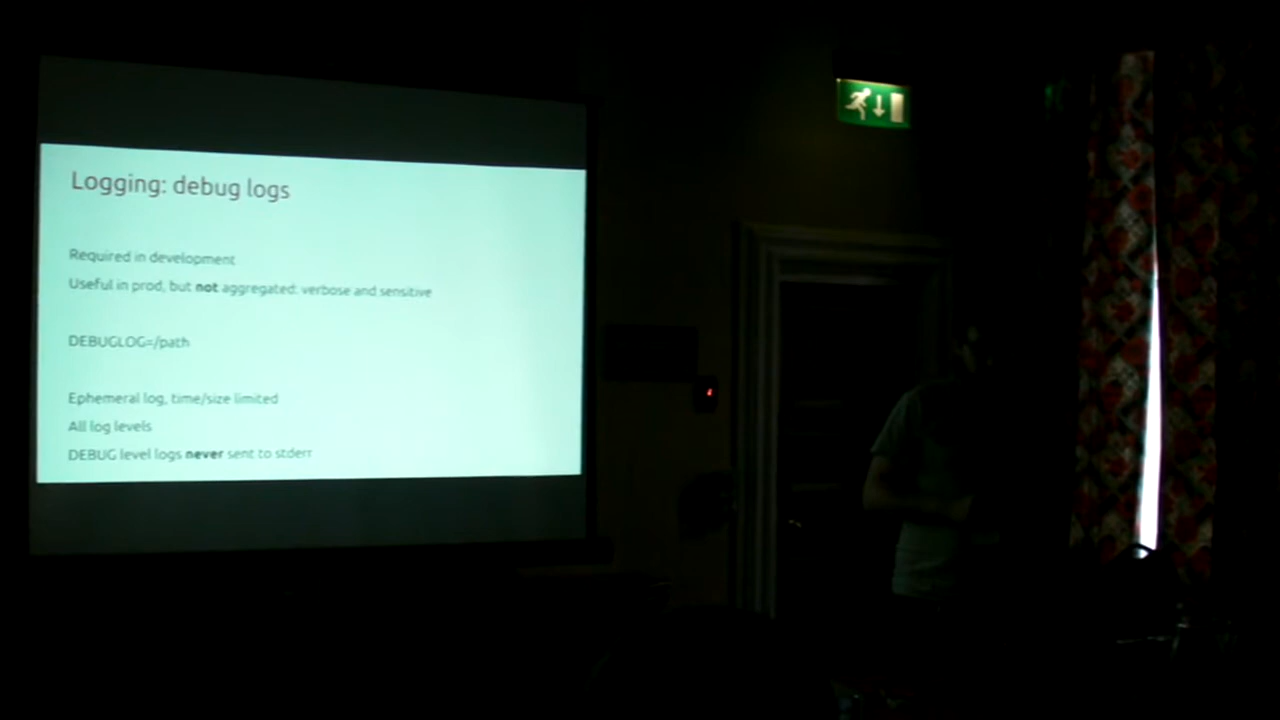 Logging: debug logs
Required in development
Useful in prod, but not aggregated: verbose and sensitive
DEBUGLOG=/path
Ephemeral log, time/size limited
All log levels
DEBUG level logs never sent to stderr